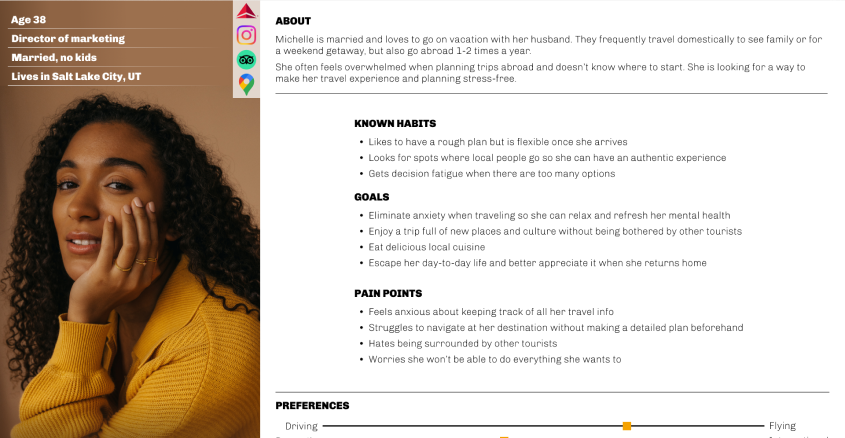 Age 38
Director of marketing
Married, no kids
Lives in Salt Lake City, UT
ABOUT
Michelle is married and loves to go on vacation with her husband. They frequently travel domestically to see family or for
a weekend getaway, but also go abroad 1-2 times a year.
She often feels overwhelmed when planning trips abroad and doesn't know where to start. She is looking for a way to
make her travel experience and planning stress-free.
KNOWN HABITS
• Likes to have a rough plan but is flexible once she arrives
• Looks for spots where local people go so she can have an authentic experience
• Gets decision fatigue when there are too many options
GOALS
• Eliminate anxiety when traveling so she can relax and refresh her mental health
• Enjoy a trip full of new places and culture without being bothered by other tourists
• Eat delicious local cuisine
• Escape her day-to-day life and better appreciate it when she returns home
PAIN POINTS
• Feels anxious about keeping track of all her travel info
• Struggles to navigate at her destination without making a detailed plan beforehand
• Hates being surrounded by other tourists
• Worries she won't be able to do everything she wants to
PREFERENCES
Driving Flying